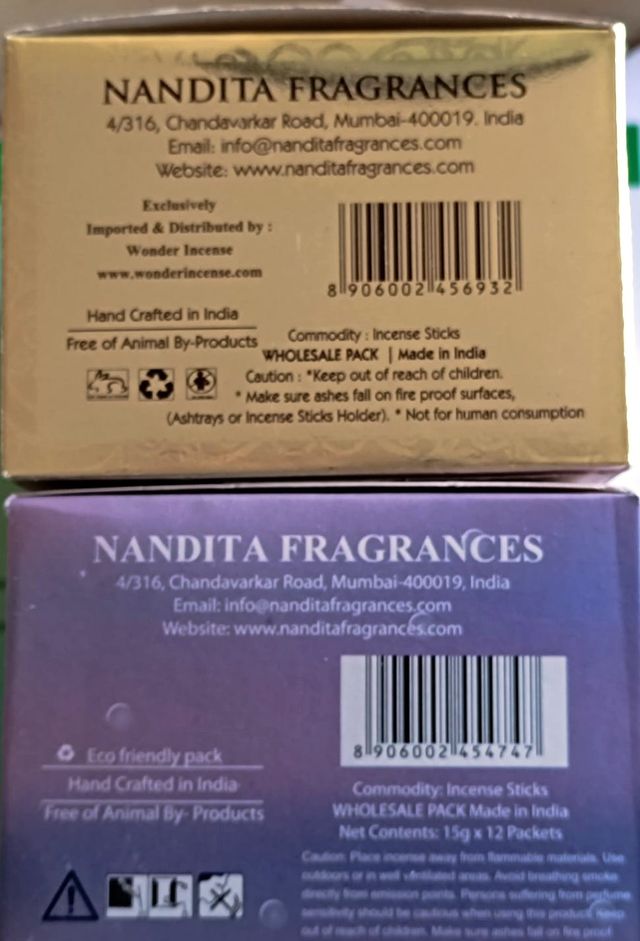 NANDITA FRAGRANCES
4/316, Chandavarkar Road, Mumbai-400019. India
Email: info@nanditafragrances.com
Website: www.nanditafragrances.com
Exclusively
Imported & Distributed by :
Wonder Incense
www.wonderincense.com
8 906002 456932
Hand Crafted in India
Free of Animal By-Products
Commodity : Incense Sticks
WHOLESALE PACK | Made in India
Caution : *Keep out of reach of children.
* Make sure ashes fall on fire proof surfaces,
(Ashtrays or Incense Sticks Holder). * Not for human consumption
NANDITA FRAGRANCES
4/316, Chandavarkar Road, Mumbai-400019, India
Email: info@nanditafragrances.com
Website: www.nanditafragrances.com
8 906002 454747
Eco friendly pack
Hand Crafted in India
Free of Animal By- Products
Commodity: Incense Sticks
WHOLESALE PACK Made in India
Net Contents: 15g x 12 Packets
Caution: Place incense away from flammable materials. Use
outdoors or in well ventilated areas. Avoid breathing smoke
directly from emission points. Persons suffering from perfume
sensitivity should be cautious when using this product. Keep
out of reach of children. Make sure ashes fall on fire proof